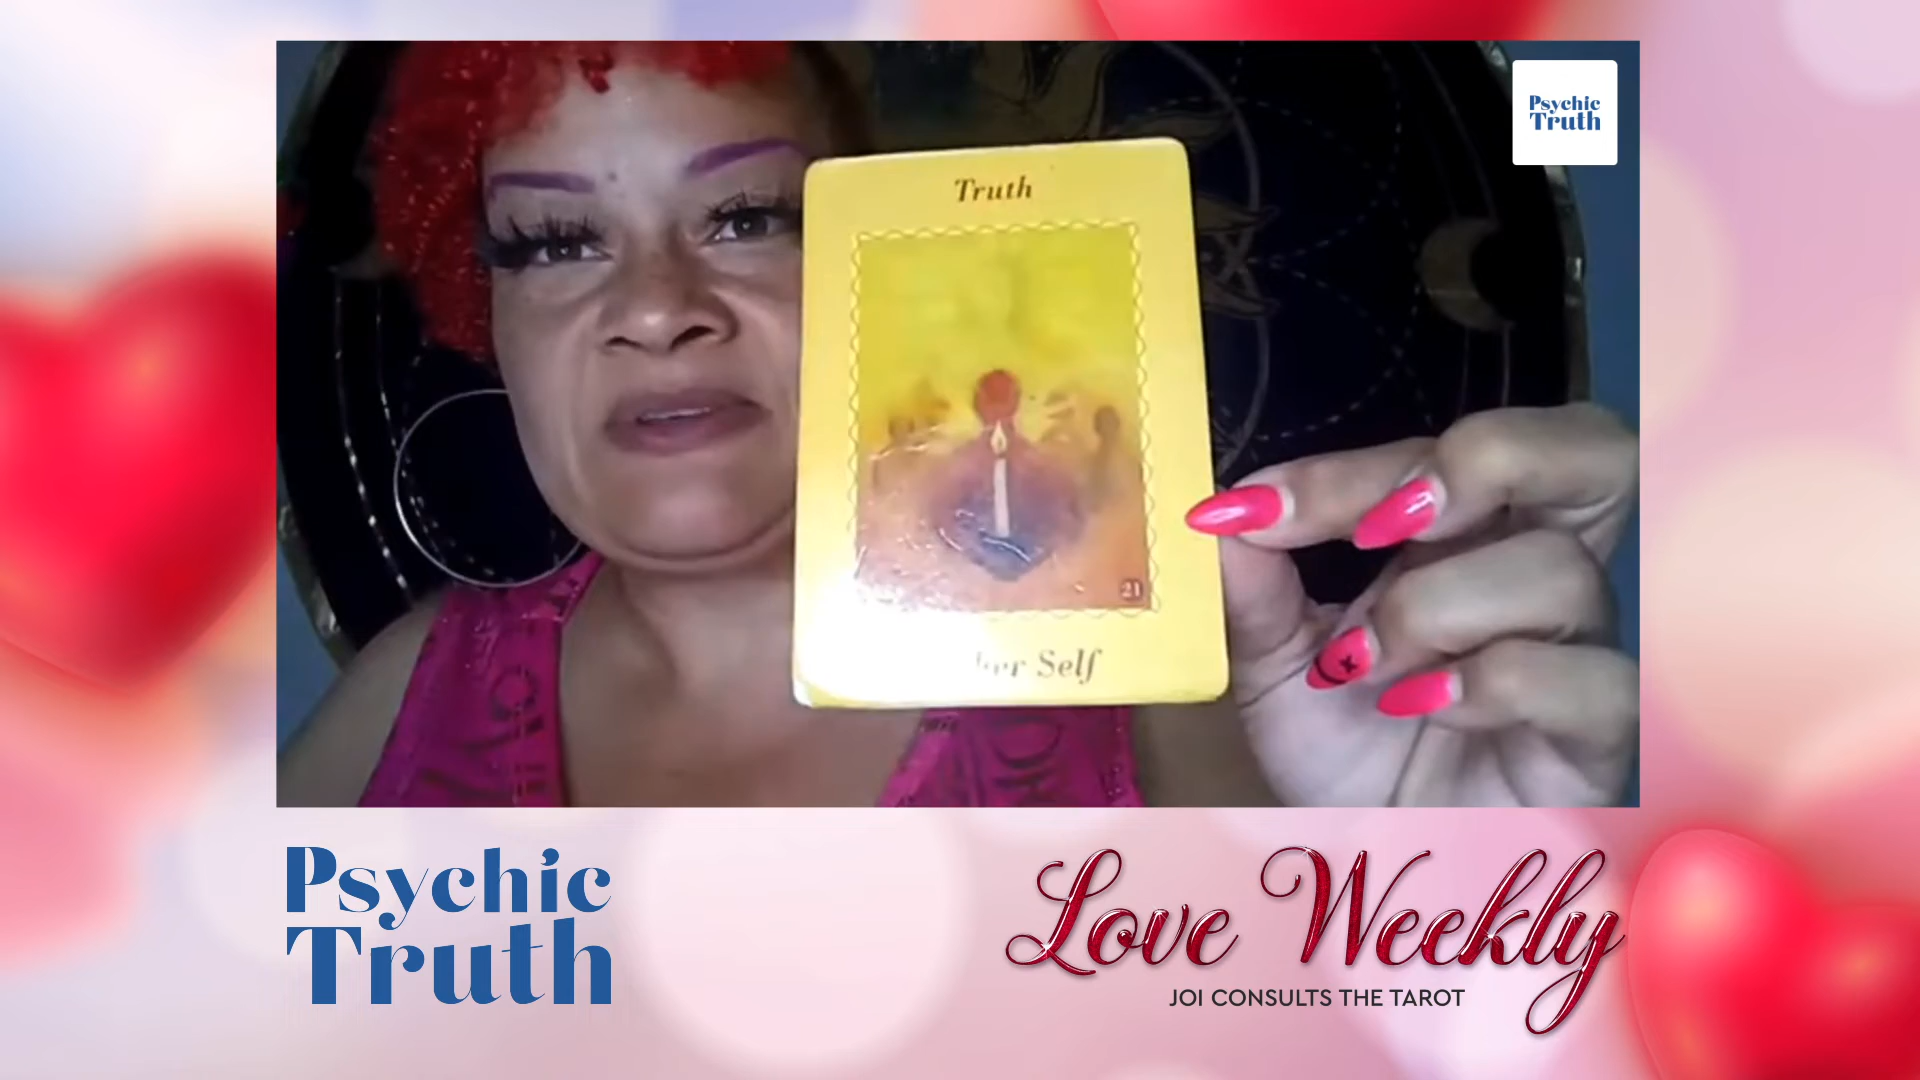 Psychic
Truth
Truth
21
Self
Psychic
Truth
Love Weekly
JOI CONSULTS THE TAROT